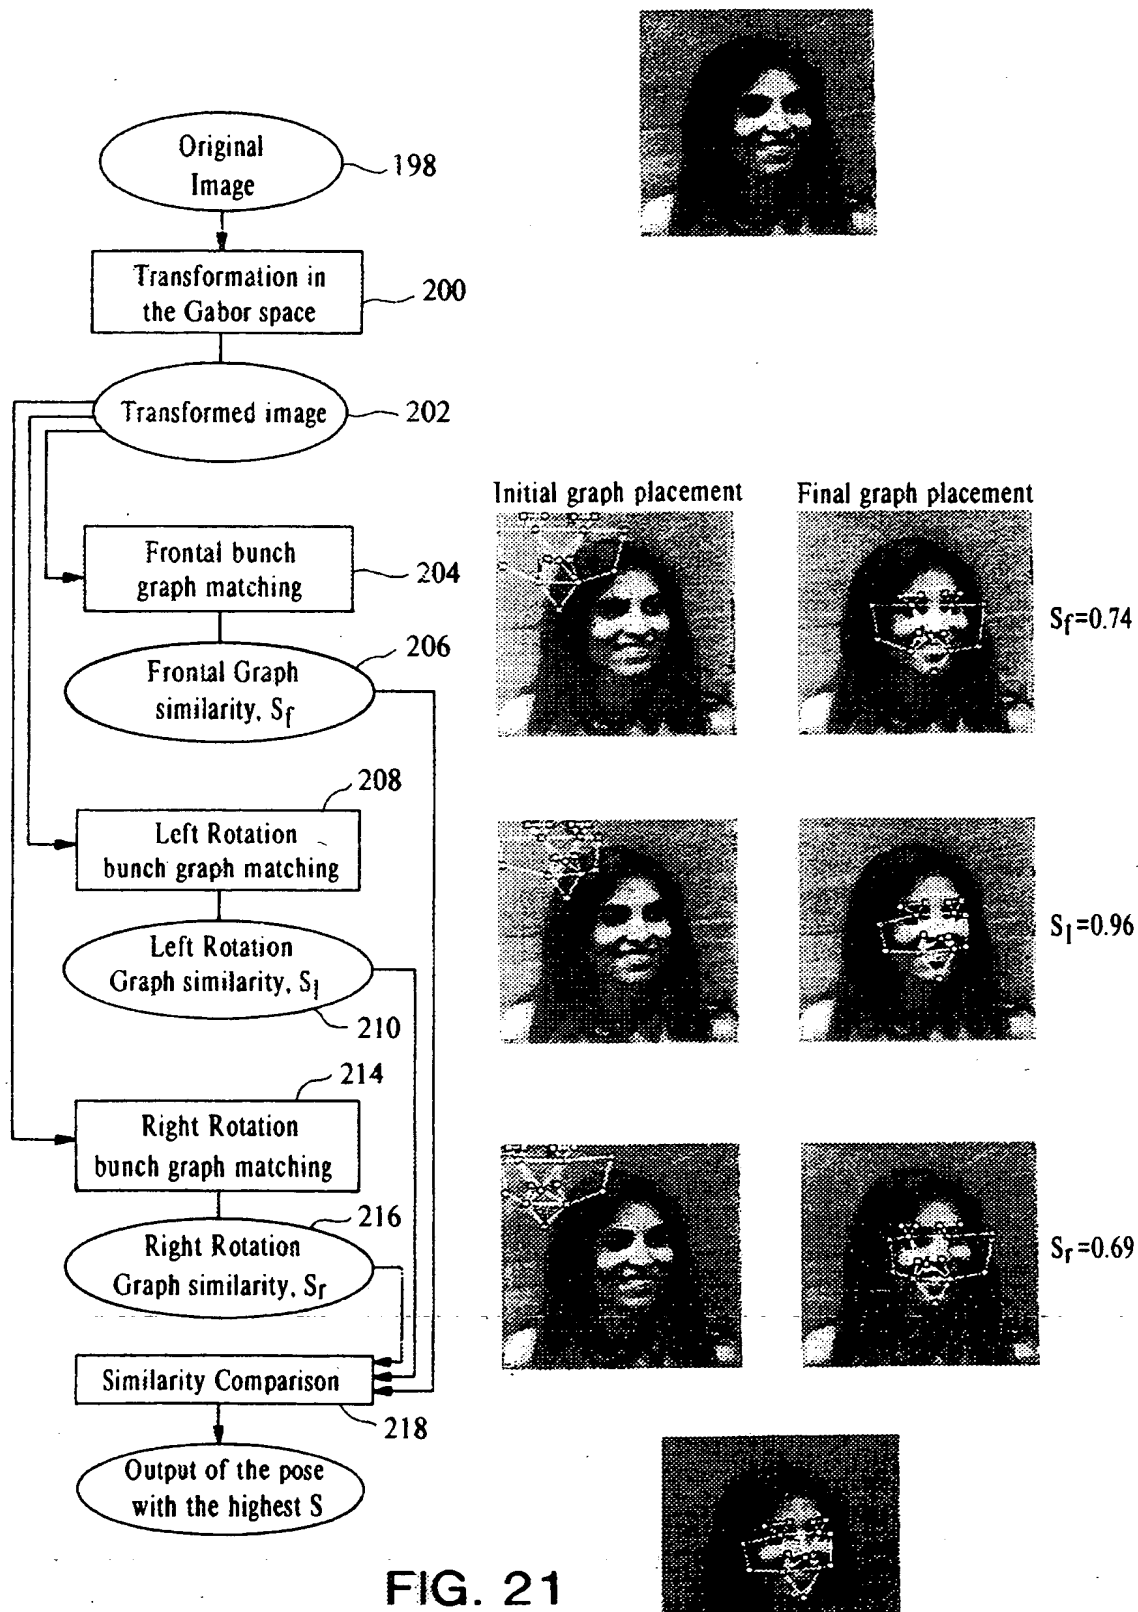 Original
Image
198
Transformation in
the Gabor space
200
Transformed image
202
Initial graph placement
Final graph placement
Frontal bunch
graph matching
204
Sf=0.74
206
Frontal Graph
similarity, Sf
208
Left Rotation
bunch graph matching
Sl=0.96
Left Rotation
Graph similarity, Sl
210
214
Right Rotation
bunch graph matching
216
Right Rotation
Graph similarity, Sr
Sr=0.69
Similarity Comparison
218
Output of the pose
with the highest S
FIG. 21